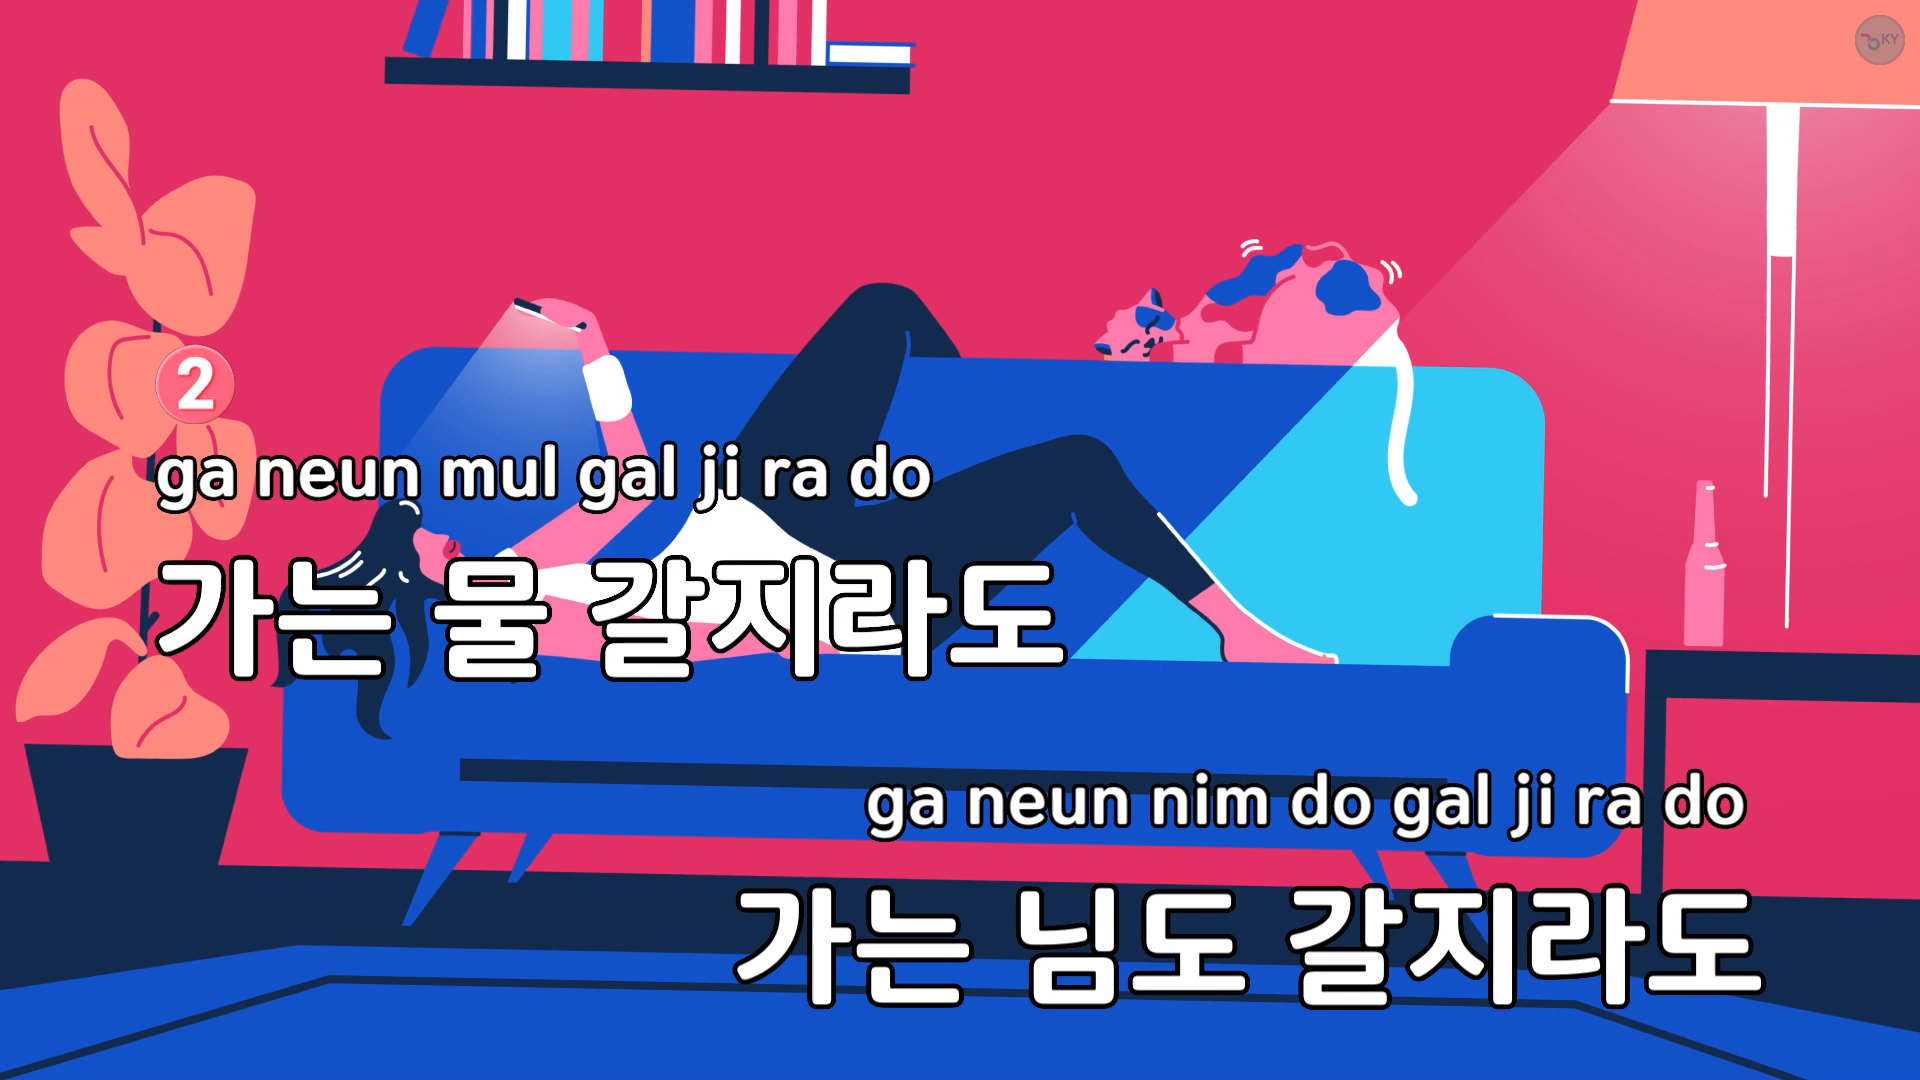 KY
2
ga neun mul gal ji ra do
가는 물 갈지라도
ga neun nim do gal ji ra do
가는 님도 갈지라도